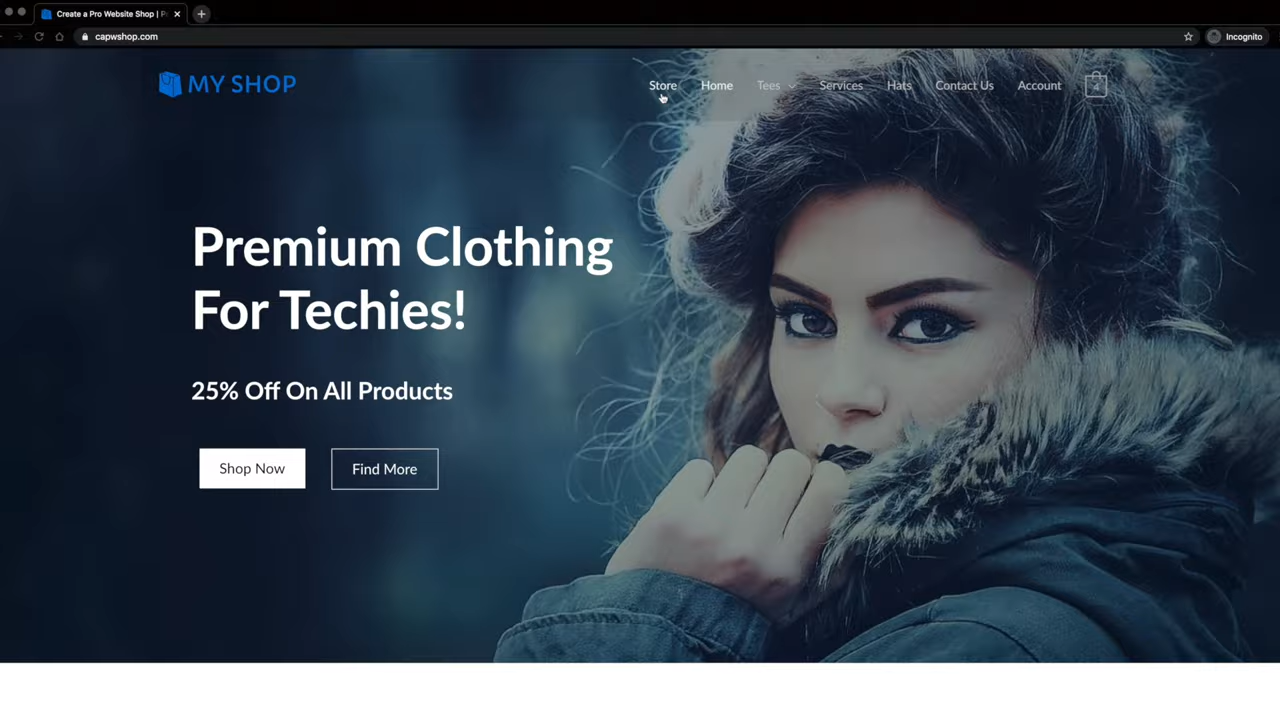 Create a Pro Website Shop | P
capwshop.com
Incognito
MY SHOP
Store Home Tees Services Hats Contact Us Account 4
Premium Clothing
For Techies!
25% Off On All Products
Shop Now Find More